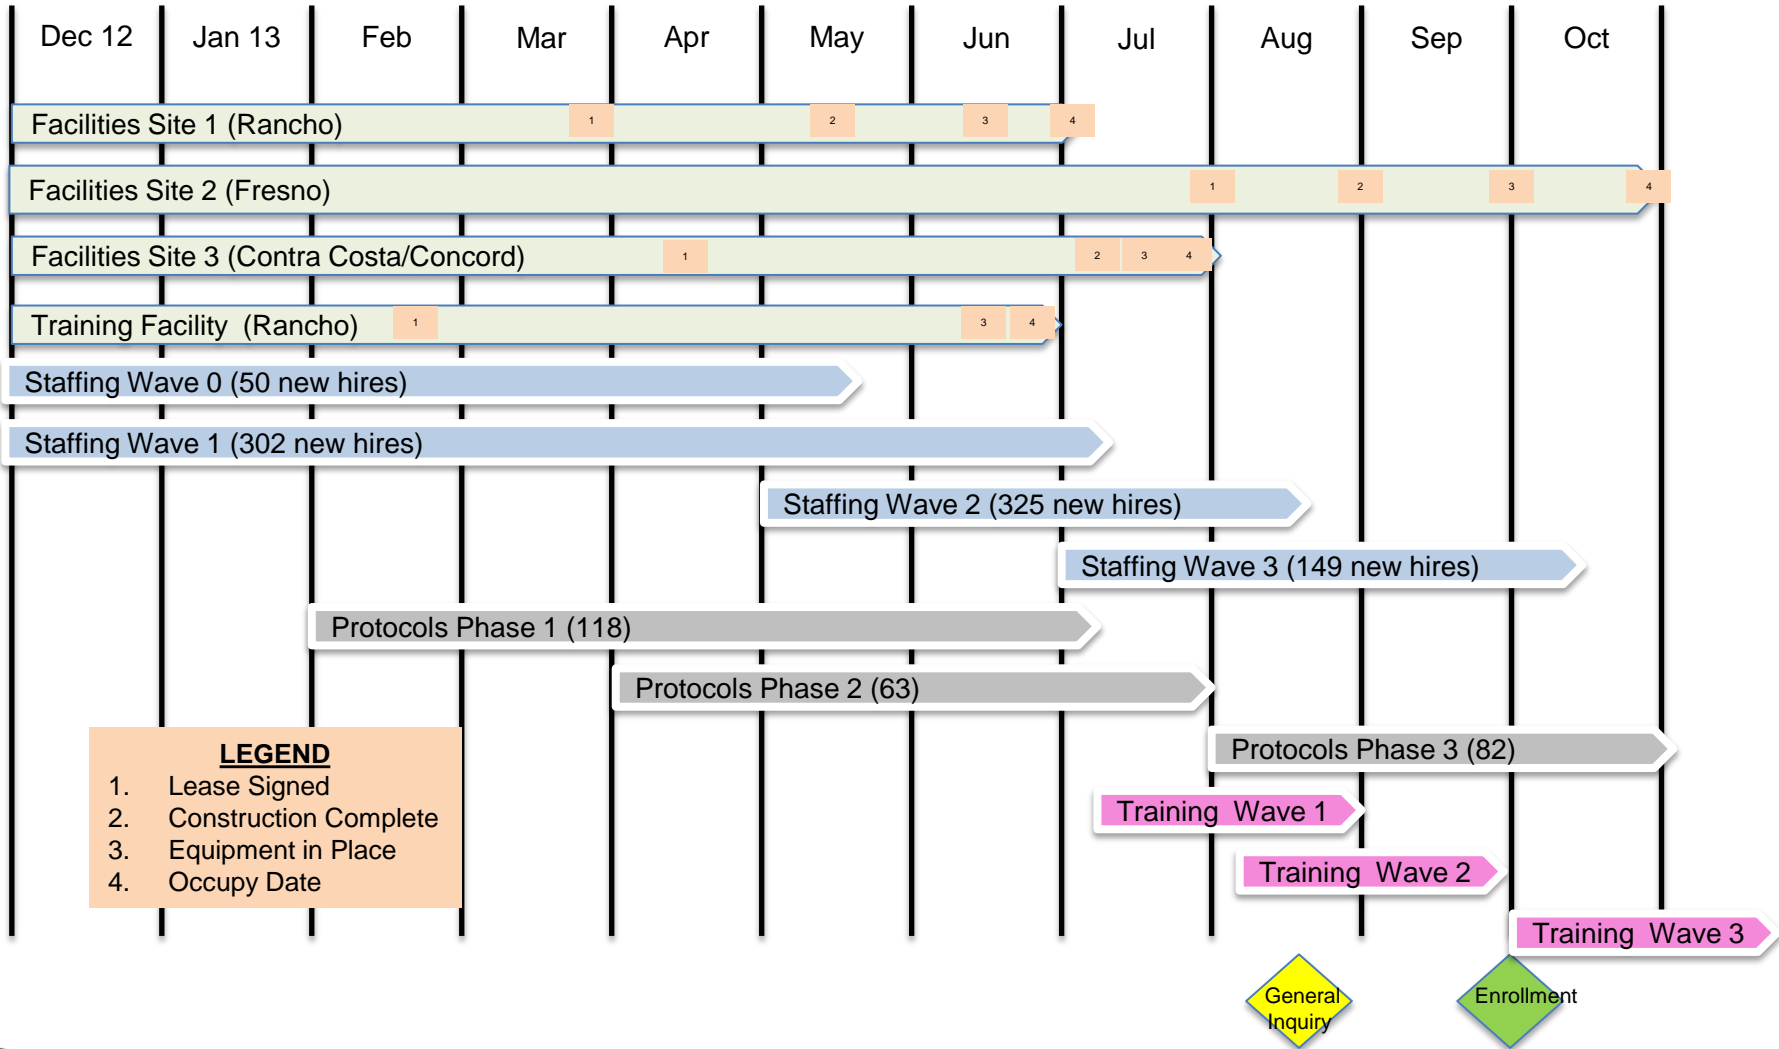 Dec 12 Jan 13 Feb Mar Apr May Jun Jul Aug Sep Oct
Facilities Site 1 (Rancho) 1 2 3 4
Facilities Site 2 (Fresno) 1 2 3 4
Facilities Site 3 (Contra Costa/Concord) 1 2 3 4
Training Facility (Rancho) 1 3 4
Staffing Wave 0 (50 new hires)
Staffing Wave 1 (302 new hires)
Staffing Wave 2 (325 new hires)
Staffing Wave 3 (149 new hires)
Protocols Phase 1 (118)
Protocols Phase 2 (63)
Protocols Phase 3 (82)
LEGEND
1. Lease Signed
2. Construction Complete
3. Equipment in Place
4. Occupy Date
Training Wave 1
Training Wave 2
Training Wave 3
General
Inquiry
Enrollment